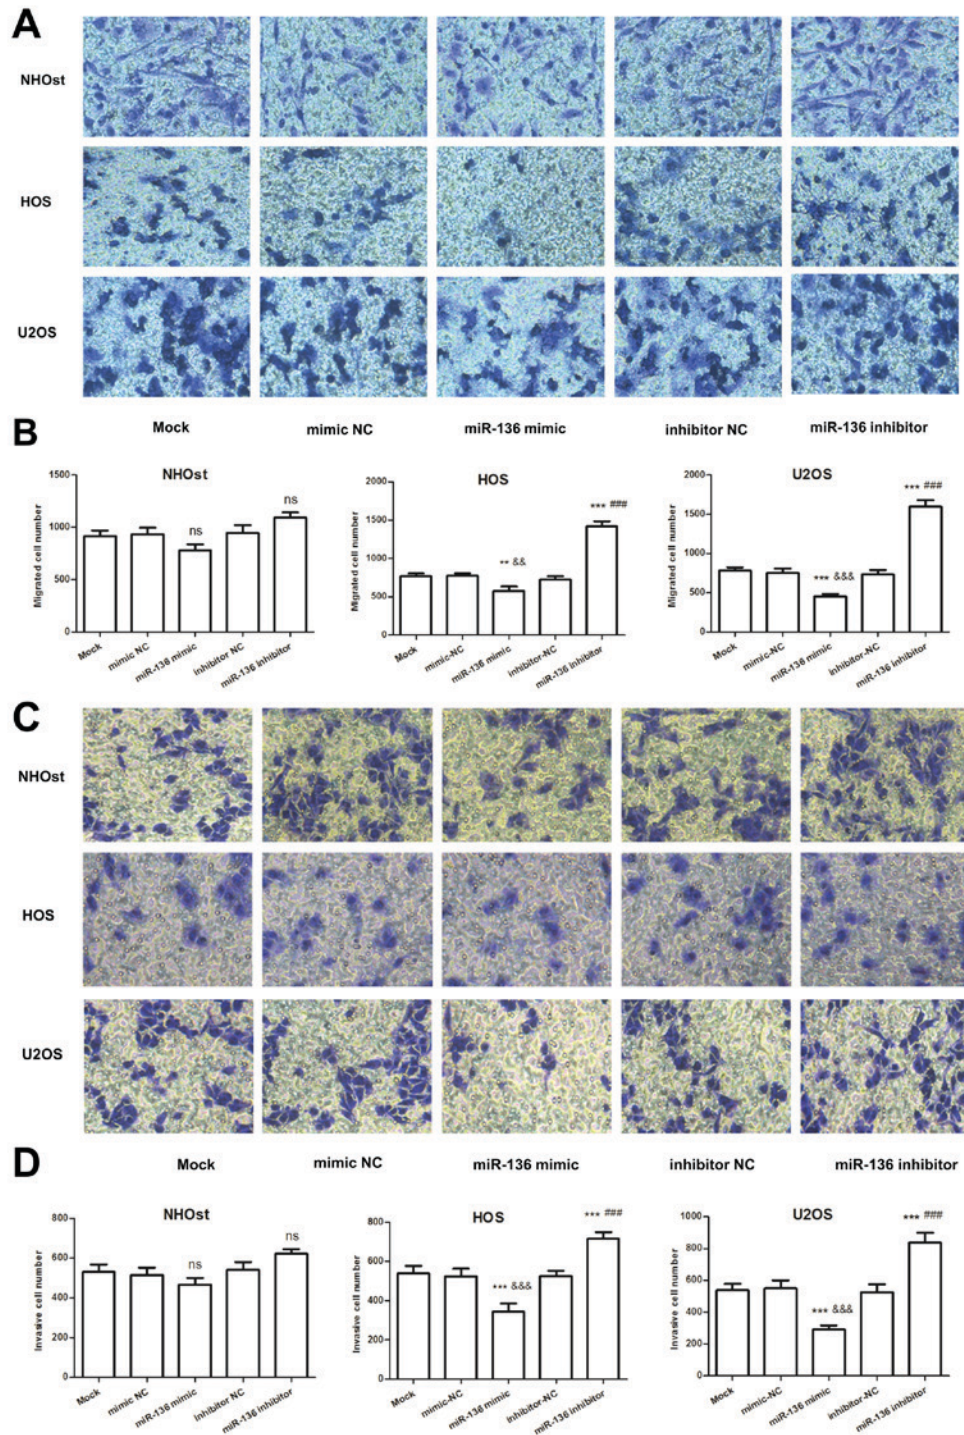 A
NHOst
HOS
U2OS
Mock mimic NC miR-136 mimic inhibitor NC miR-136 inhibitor
B
NHOst
Migrated cell number
1500
1000
500
0
ns
ns
Mock
mimic NC
miR-136 mimic
inhibitor NC
miR-136 inhibitor
HOS
Migrated cell number
2000
1500
1000
500
0
** &&
*** ###
Mock
mimic-NC
miR-136 mimic
inhibitor-NC
miR-136 inhibitor
U2OS
Migrated cell number
2000
1500
1000
500
0
*** &&&
*** ###
Mock
mimic-NC
miR-136 mimic
inhibitor-NC
miR-136 inhibitor
C
NHOst
HOS
U2OS
Mock mimic NC miR-136 mimic inhibitor NC miR-136 inhibitor
D
NHOst
Invasive cell number
800
600
400
200
0
ns
ns
Mock
mimic NC
miR-136 mimic
inhibitor NC
miR-136 inhibitor
HOS
Invasive cell number
800
600
400
200
0
*** &&&
*** ###
Mock
mimic-NC
miR-136 mimic
inhibitor-NC
miR-136 inhibitor
U2OS
Invasive cell number
1000
800
600
400
200
0
*** &&&
*** ###
Mock
mimic-NC
miR-136 mimic
inhibitor-NC
miR-136 inhibitor